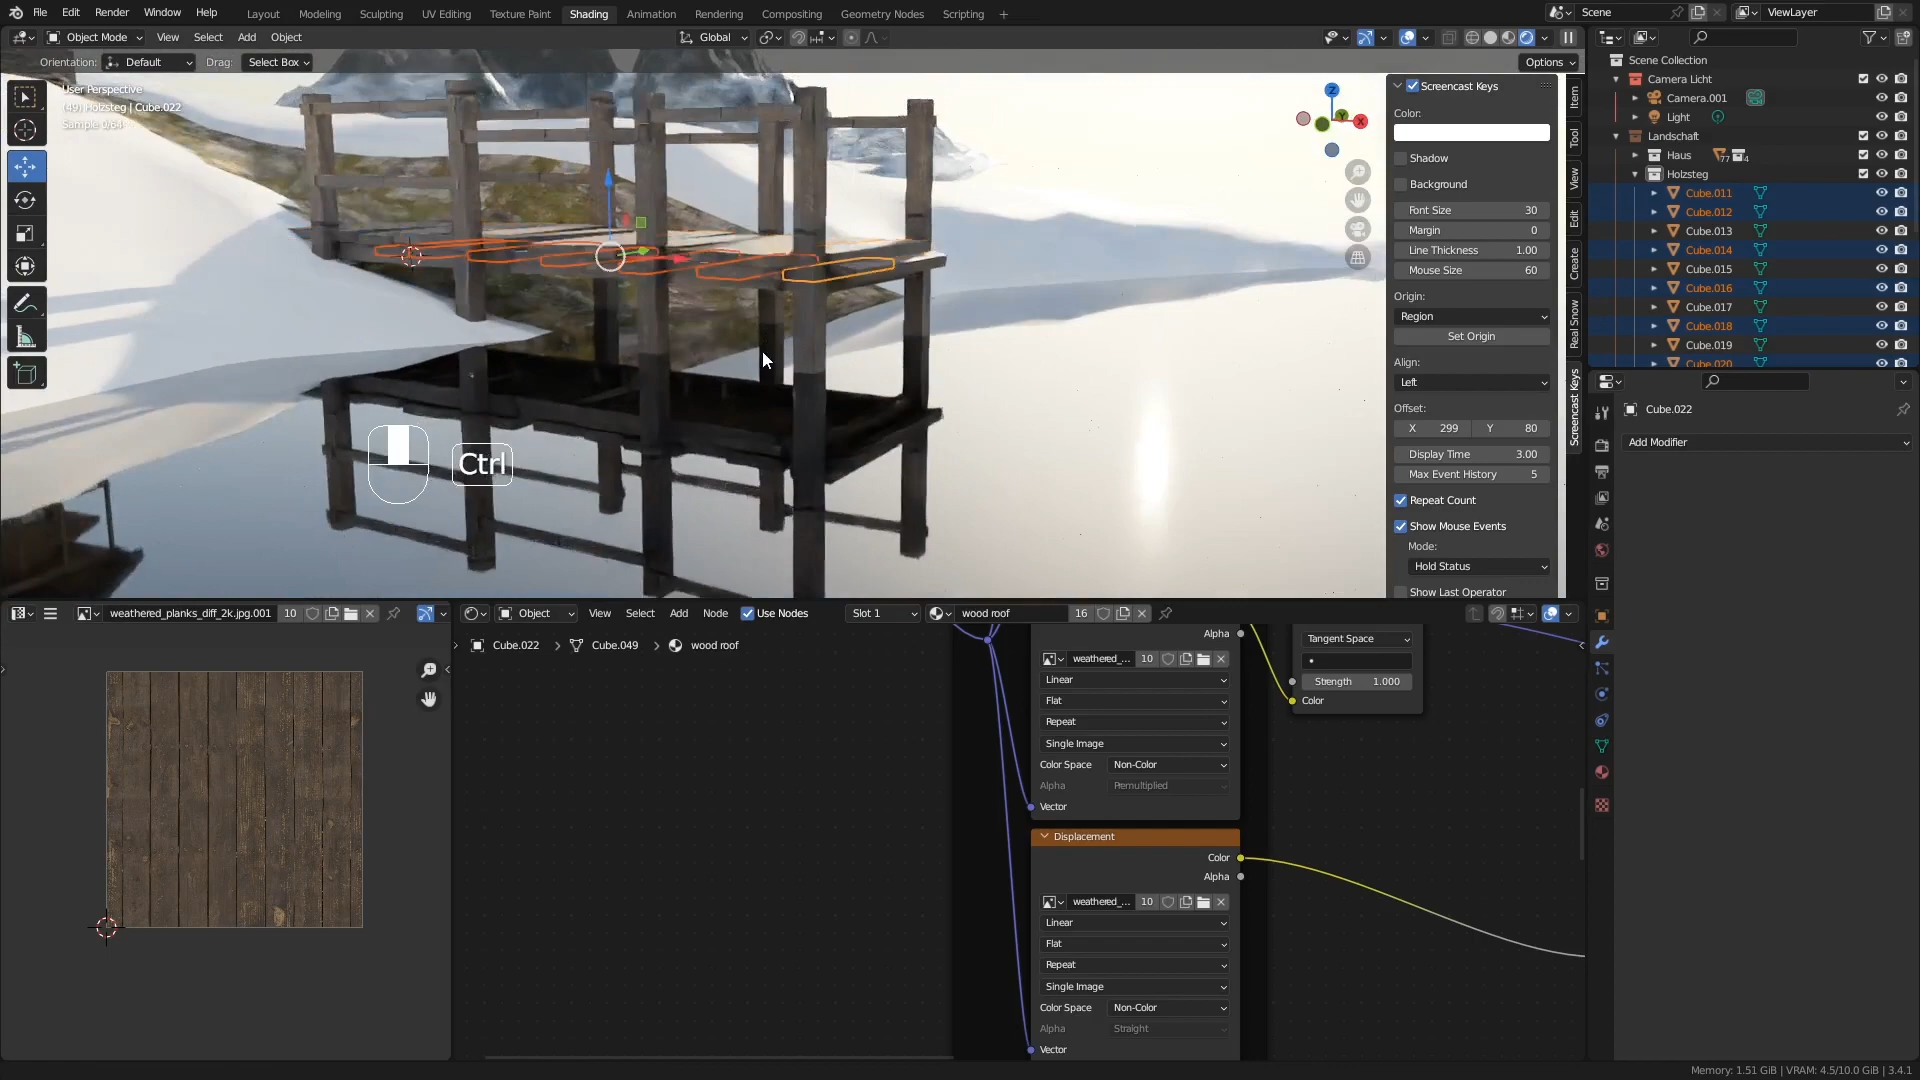 File Edit Render Window Help Layout Modeling Sculpting UV Editing Texture Paint Shading Animation Rendering Compositing Geometry Nodes Scripting + Scene ViewLayer
Object Mode View Select Add Object Global
Orientation: Default Drag: Select Box Options
User Perspective
(49) Holzsteg | Cube.022
Sample 0/64
Z
Y
X
Ctrl
Screencast Keys
Color:
Shadow
Background
Font Size 30
Margin 0
Line Thickness 1.00
Mouse Size 60
Origin:
Region
Set Origin
Align:
Left
Offset:
X 299 Y 80
Display Time 3.00
Max Event History 5
Repeat Count
Show Mouse Events
Mode:
Hold Status
Show Last Operator
Item
Tool
View
Edit
Create
Real Snow
Screencast Keys
Scene Collection
Camera Licht
Camera.001
Light
Landschaft
Haus 77 4
Holzsteg
Cube.011
Cube.012
Cube.013
Cube.014
Cube.015
Cube.016
Cube.017
Cube.018
Cube.019
Cube.020
Cube.022
Add Modifier
weathered_planks_diff_2k.jpg.001 10
Object View Select Add Node Use Nodes Slot 1 wood roof 16
Cube.022 > Cube.049 > wood roof
Alpha
weathered_... 10
Linear
Flat
Repeat
Single Image
Color Space Non-Color
Alpha Premultiplied
Vector
Displacement
Color
Alpha
weathered_... 10
Linear
Flat
Repeat
Single Image
Color Space Non-Color
Alpha Straight
Vector
Tangent Space
Strength 1.000
Color
Memory: 1.51 GiB | VRAM: 4.5/10.0 GiB | 3.4.1